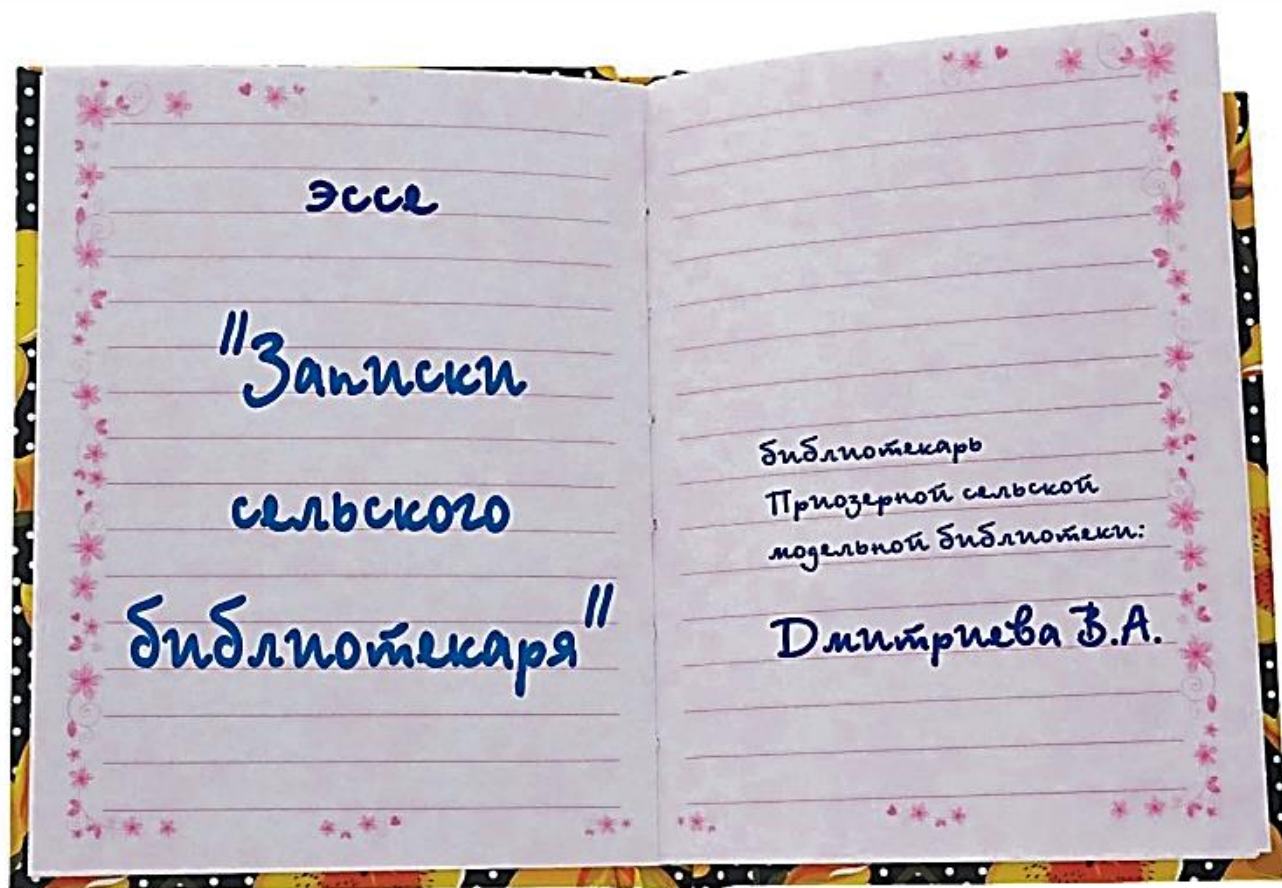 эссе
"Записки
сельского
библиотекаря"
библиотекарь
Приозерной сельской
модельной библиотеки:
Дмитриева В.А.